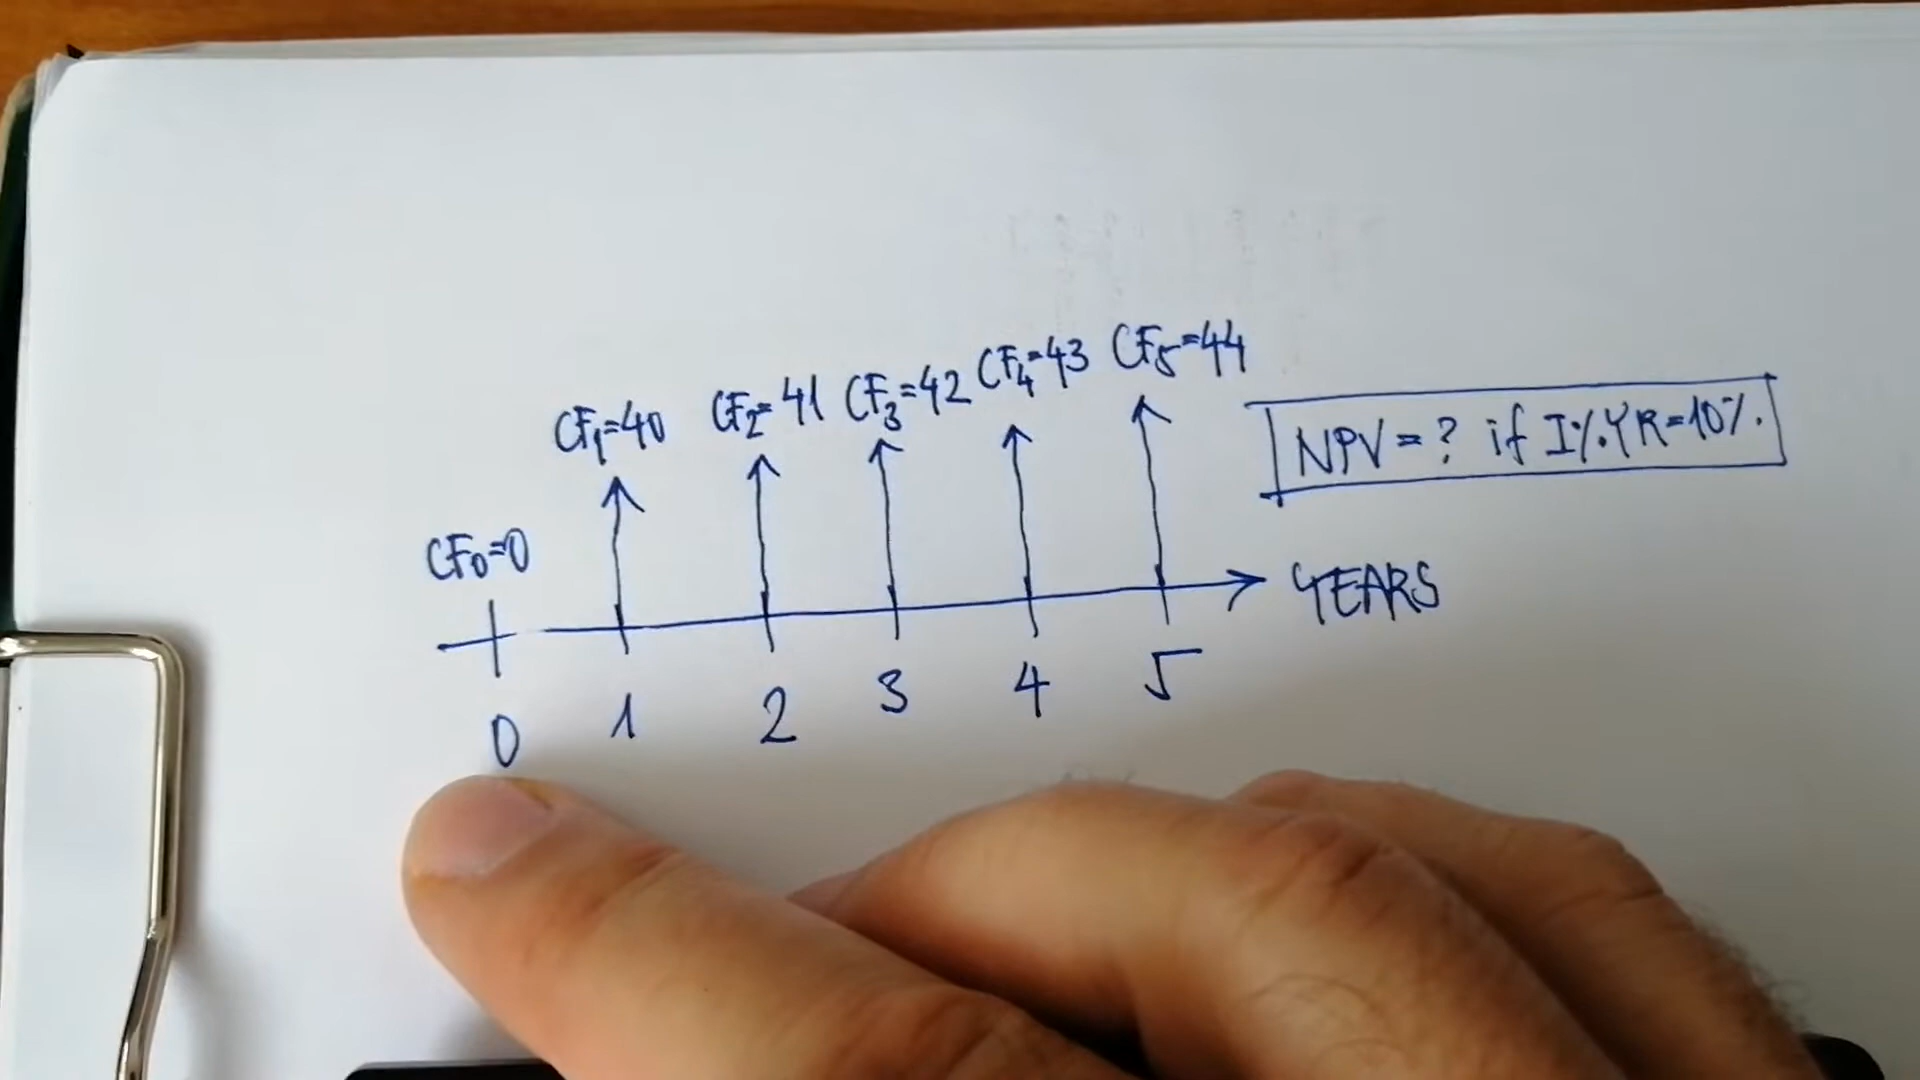 CF0=0
CF1=40
CF2=41
CF3=42
CF4=43
CF5=44
NPV=? if I%YR=10%.
YEARS
0 1 2 3 4 5